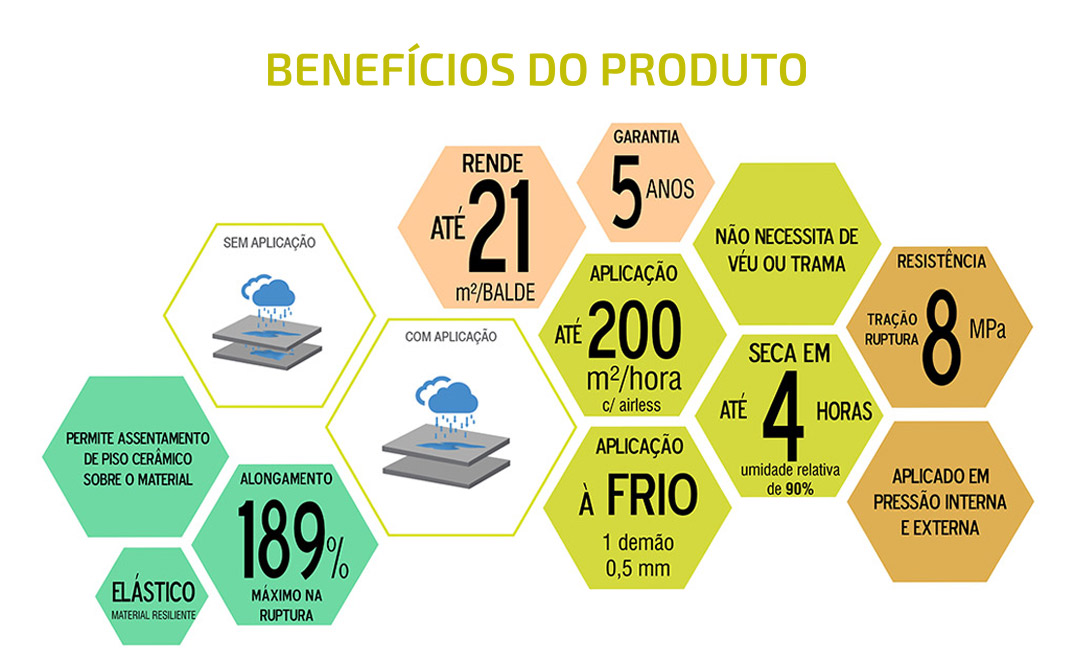 BENEFÍCIOS DO PRODUTO
GARANTIA
5 ANOS
RENDE
ATÉ 21
m²/BALDE
NÃO NECESSITA DE
VÉU OU TRAMA
SEM APLICAÇÃO
APLICAÇÃO
ATÉ 200
m²/hora
c/ airless
RESISTÊNCIA
TRAÇÃO
RUPTURA 8 MPa
COM APLICAÇÃO
SECA EM
ATÉ 4 HORAS
umidade relativa
de 90%
PERMITE ASSENTAMENTO
DE PISO CERÂMICO
SOBRE O MATERIAL
APLICAÇÃO
À FRIO
1 demão
0,5 mm
APLICADO EM
PRESSÃO INTERNA
E EXTERNA
ALONGAMENTO
189%
MÁXIMO NA
RUPTURA
ELÁSTICO
MATERIAL RESILIENTE